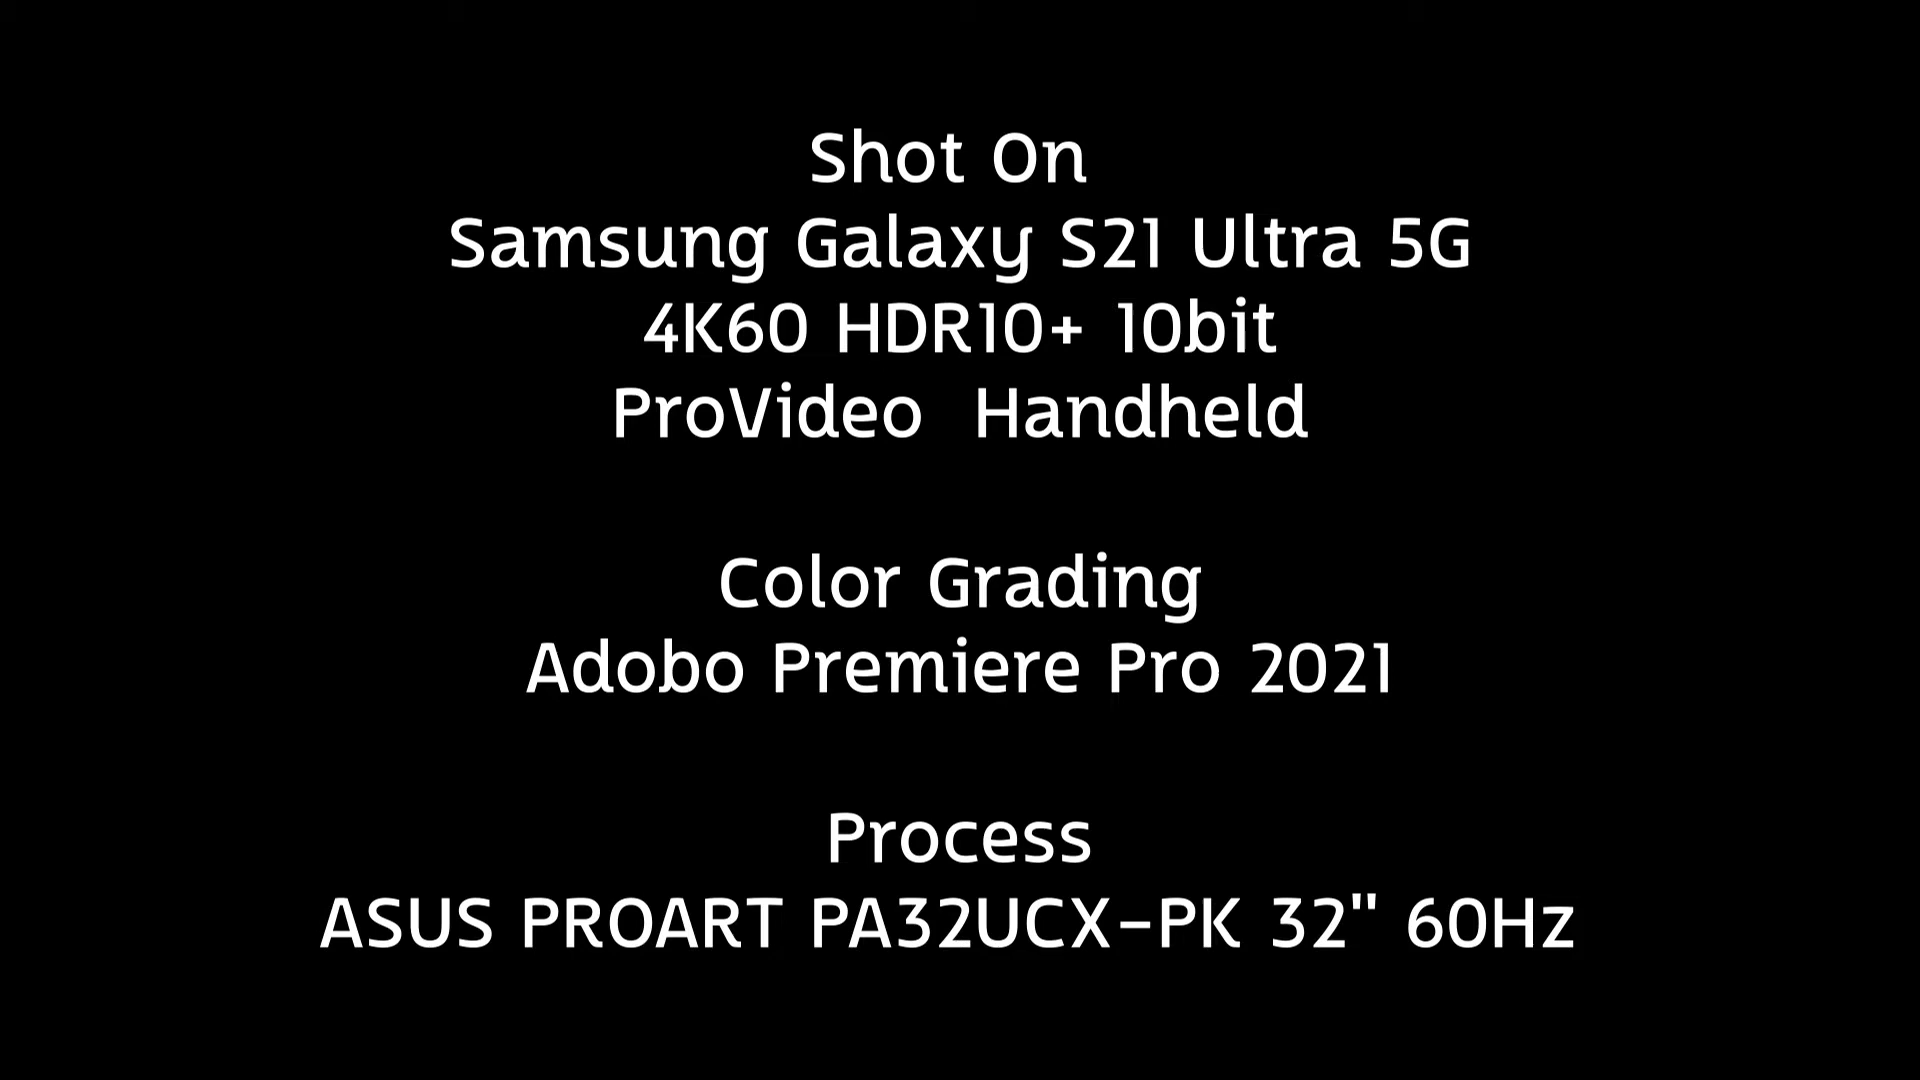 Shot On
Samsung Galaxy S21 Ultra 5G
4K60 HDR10+ 10bit
ProVideo  Handheld
Color Grading
Adobo Premiere Pro 2021
Process
ASUS PROART PA32UCX-PK 32" 60Hz